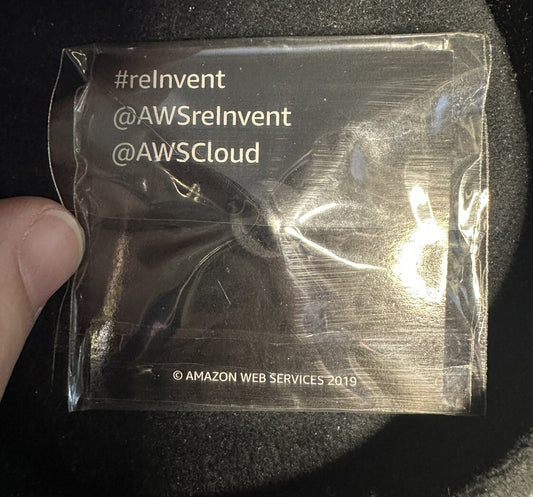 #reInvent
@AWSreInvent
@AWSCloud
© AMAZON WEB SERVICES 2019